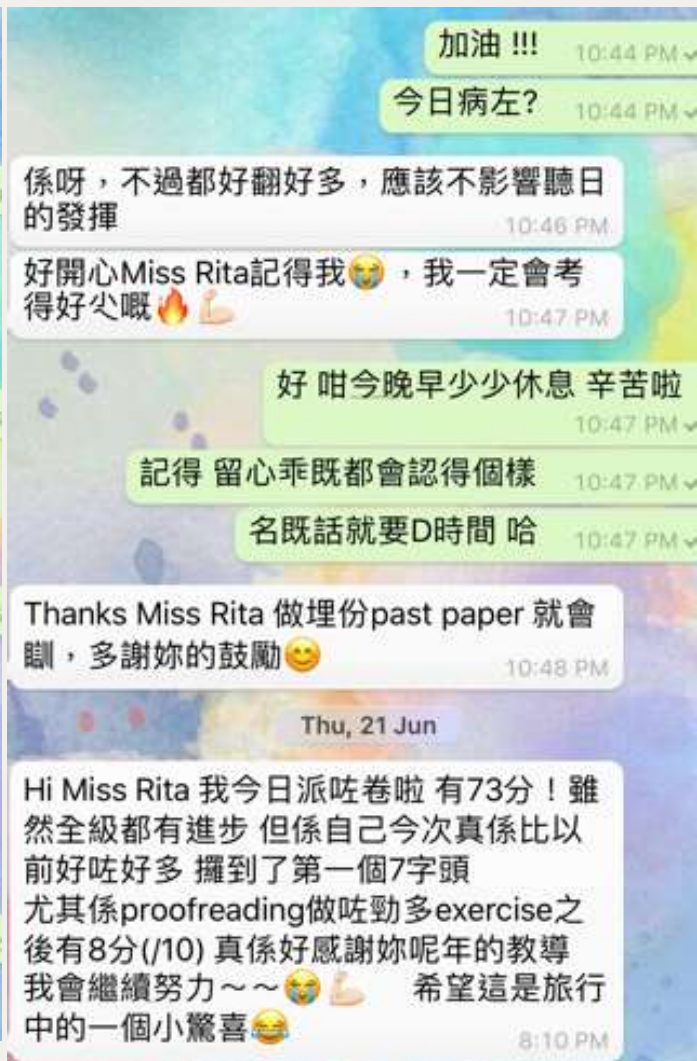 加油 !!! 10:44 PM
今日病左? 10:44 PM
係呀，不過都好翻好多，應該不影響聽日
的發揮 10:46 PM
好開心Miss Rita記得我😭，我一定會考
得好尐嘅🔥💪🏻 10:47 PM
好 咁今晚早少少休息 辛苦啦
10:47 PM
記得 留心乖既都會認得個樣 10:47 PM
名既話就要D時間 哈 10:47 PM
Thanks Miss Rita 做埋份past paper 就會
瞓，多謝妳的鼓勵😊 10:48 PM
Thu, 21 Jun
Hi Miss Rita 我今日派咗卷啦 有73分！雖
然全級都有進步 但係自己今次真係比以
前好咗好多 攞到了第一個7字頭
尤其係proofreading做咗勁多exercise之
後有8分(/10) 真係好感謝妳呢年的教導
我會繼續努力～～😭💪🏻 希望這是旅行
中的一個小驚喜😂 8:10 PM